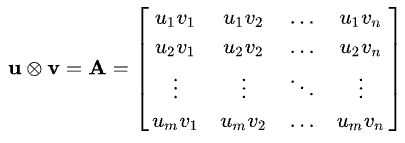 u ⊗ v = A = 
[ u₁v₁ u₁v₂ … u₁vₙ ]
[ u₂v₁ u₂v₂ … u₂vₙ ]
[ ⋮ ⋮ ⋱ ⋮ ]
[ uₘv₁ uₘv₂ … uₘvₙ ]